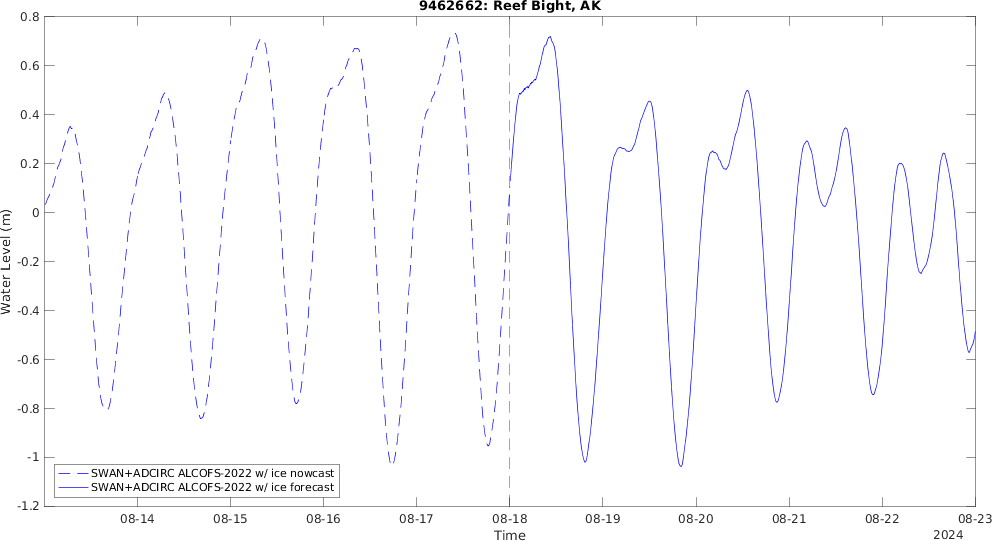 9462662: Reef Bight, AK
Water Level (m)
0.8
0.6
0.4
0.2
0
-0.2
-0.4
-0.6
-0.8
-1
-1.2
SWAN+ADCIRC ALCOFS-2022 w/ ice nowcast
SWAN+ADCIRC ALCOFS-2022 w/ ice forecast
08-14 08-15 08-16 08-17 08-18 08-19 08-20 08-21 08-22 08-23
Time
2024